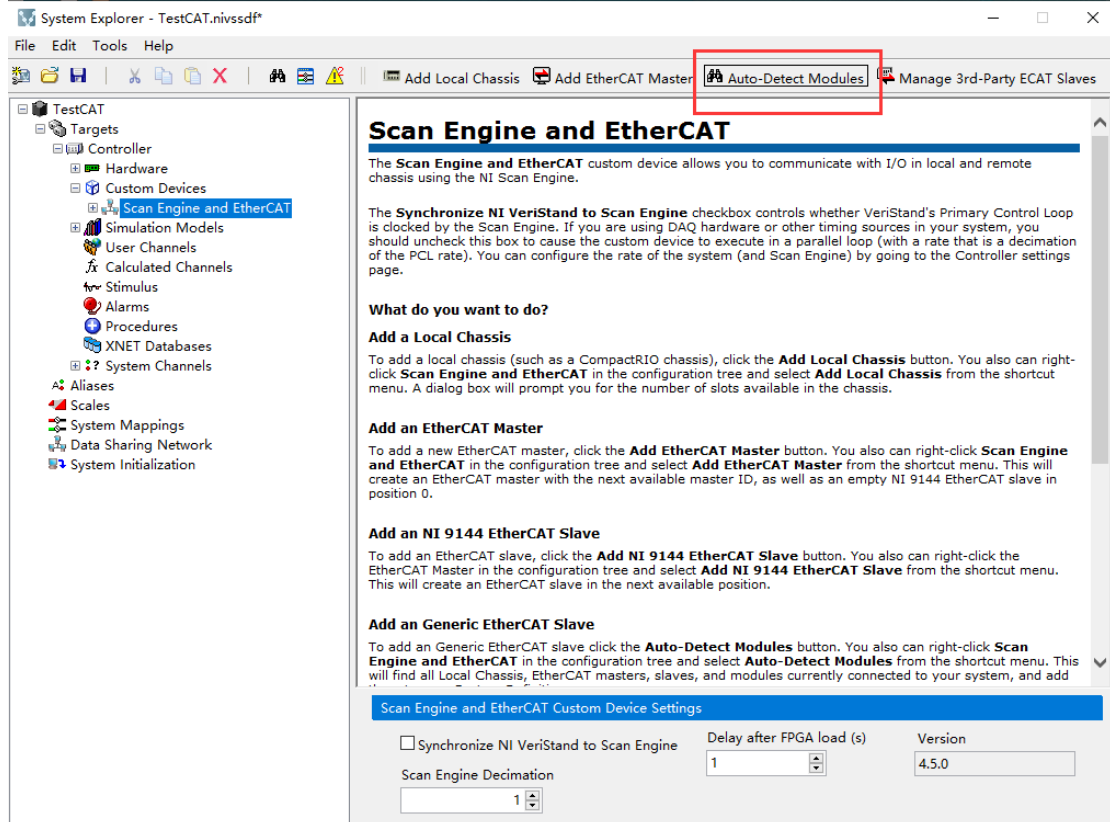 System Explorer - TestCAT.nivssdf*
File Edit Tools Help
Add Local Chassis Add EtherCAT Master Auto-Detect Modules Manage 3rd-Party ECAT Slaves
TestCAT
Targets
Controller
Hardware
Custom Devices
Scan Engine and EtherCAT
Simulation Models
User Channels
fx Calculated Channels
Stimulus
Alarms
Procedures
XNET Databases
System Channels
Aliases
Scales
System Mappings
Data Sharing Network
System Initialization
Scan Engine and EtherCAT
The Scan Engine and EtherCAT custom device allows you to communicate with I/O in local and remote
chassis using the NI Scan Engine.
The Synchronize NI VeriStand to Scan Engine checkbox controls whether VeriStand's Primary Control Loop
is clocked by the Scan Engine. If you are using DAQ hardware or other timing sources in your system, you
should uncheck this box to cause the custom device to execute in a parallel loop (with a rate that is a decimation
of the PCL rate). You can configure the rate of the system (and Scan Engine) by going to the Controller settings
page.
What do you want to do?
Add a Local Chassis
To add a local chassis (such as a CompactRIO chassis), click the Add Local Chassis button. You also can right-
click Scan Engine and EtherCAT in the configuration tree and select Add Local Chassis from the shortcut
menu. A dialog box will prompt you for the number of slots available in the chassis.
Add an EtherCAT Master
To add a new EtherCAT master, click the Add EtherCAT Master button. You also can right-click Scan Engine
and EtherCAT in the configuration tree and select Add EtherCAT Master from the shortcut menu. This will
create an EtherCAT master with the next available master ID, as well as an empty NI 9144 EtherCAT slave in
position 0.
Add an NI 9144 EtherCAT Slave
To add an EtherCAT slave, click the Add NI 9144 EtherCAT Slave button. You also can right-click the
EtherCAT Master in the configuration tree and select Add NI 9144 EtherCAT Slave from the shortcut menu.
This will create an EtherCAT slave in the next available position.
Add an Generic EtherCAT Slave
To add an Generic EtherCAT slave click the Auto-Detect Modules button. You also can right-click Scan
Engine and EtherCAT in the configuration tree and select Auto-Detect Modules from the shortcut menu. This
will find all Local Chassis, EtherCAT masters, slaves, and modules currently connected to your system, and add
Scan Engine and EtherCAT Custom Device Settings
Synchronize NI VeriStand to Scan Engine
Delay after FPGA load (s)
1
Version
4.5.0
Scan Engine Decimation
1